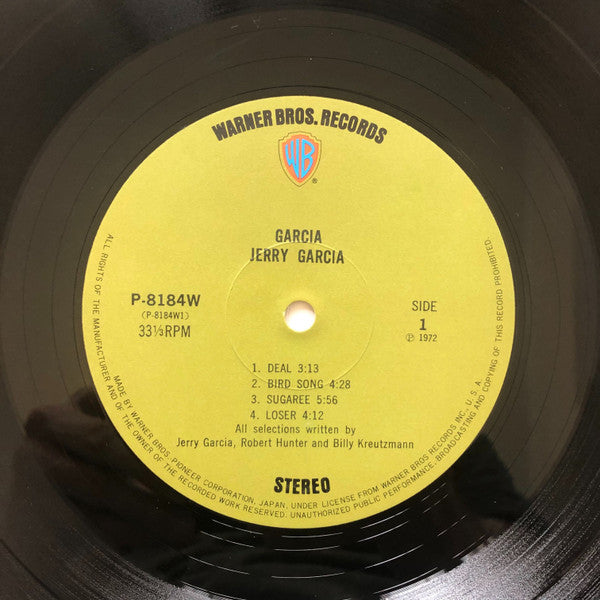 WARNER BROS. RECORDS
WB
®
GARCIA
JERRY GARCIA
P-8184W
(P-8184W1)
33⅓RPM
SIDE
1
Ⓟ 1972
1. DEAL 3:13
2. BIRD SONG 4:28
3. SUGAREE 5:56
4. LOSER 4:12
All selections written by
Jerry Garcia, Robert Hunter and Billy Kreutzmann
STEREO
ALL RIGHTS OF THE MANUFACTURER AND OF THE OWNER OF THE RECORDED WORK RESERVED. UNAUTHORIZED PUBLIC PERFORMANCE, BROADCASTING AND COPYING OF THIS RECORD PROHIBITED.
MADE BY WARNER BROS. PIONEER CORPORATION, JAPAN, UNDER LICENSE FROM WARNER BROS. RECORDS INC., U. S. A.